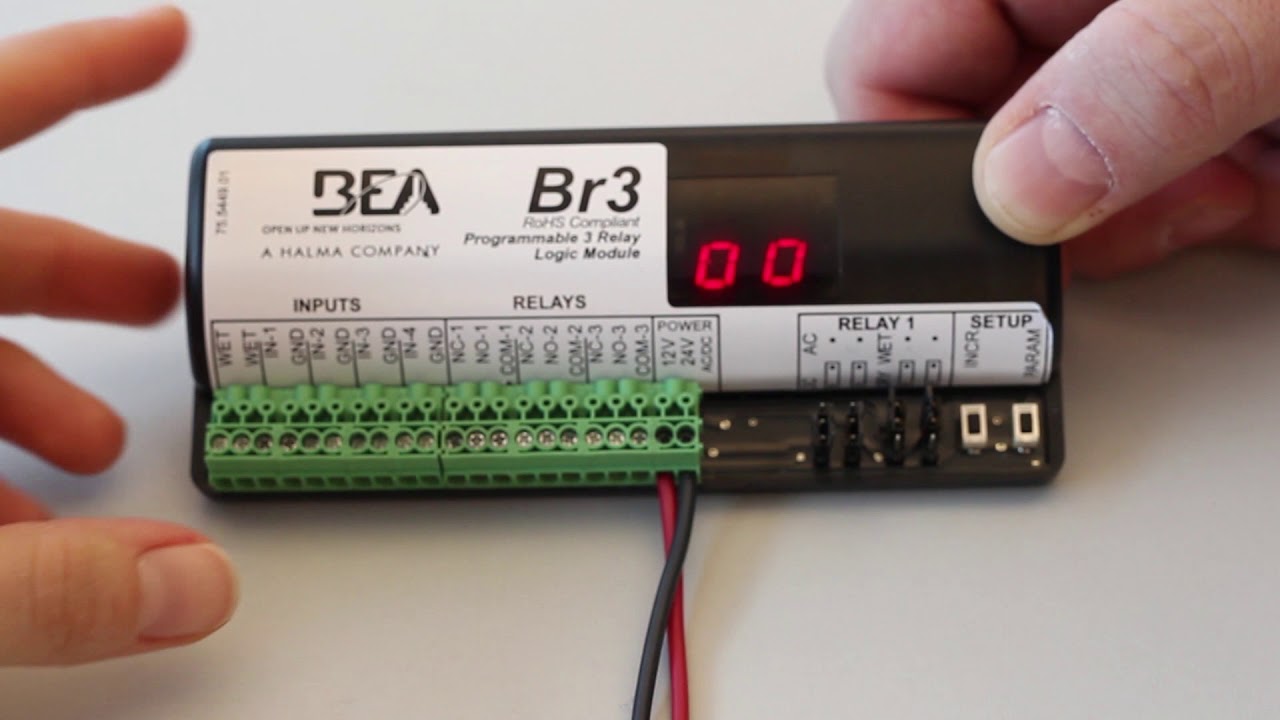 75.5449.01
BEA
OPEN UP NEW HORIZONS
A HALMA COMPANY
Br3
RoHS Compliant
Programmable 3 Relay
Logic Module
00
INPUTS
WET
WET
IN-1
GND
IN-2
GND
IN-3
GND
IN-4
GND
RELAYS
NC-1
NO-1
COM-1
NC-2
NO-2
COM-2
NC-3
NO-3
COM-3
POWER
12V
24V
AC/DC
RELAY 1
AC
WET
SETUP
INCR.
PARAM